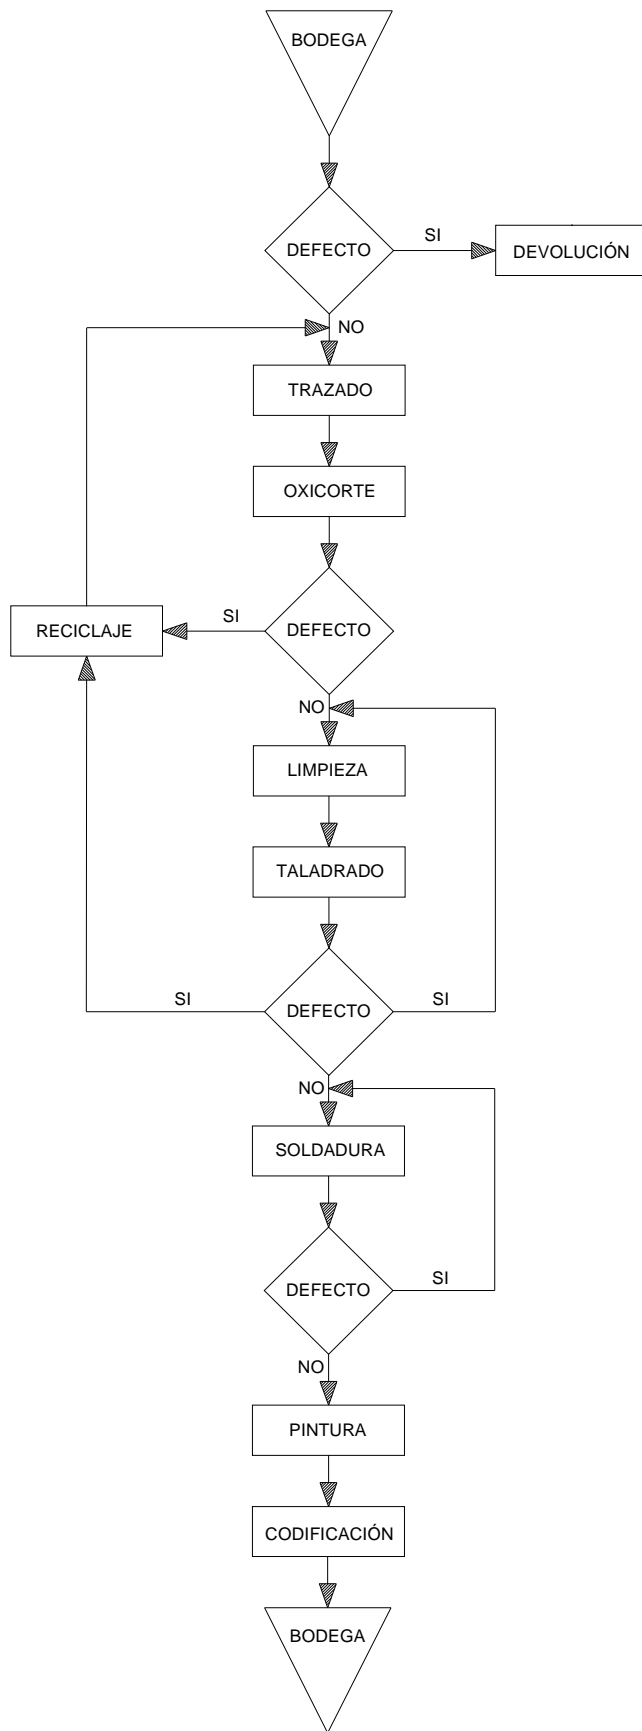 BODEGA
DEFECTO
SI
DEVOLUCIÓN
NO
TRAZADO
OXICORTE
RECICLAJE
SI
DEFECTO
NO
LIMPIEZA
TALADRADO
SI
DEFECTO
SI
NO
SOLDADURA
DEFECTO
SI
NO
PINTURA
CODIFICACIÓN
BODEGA